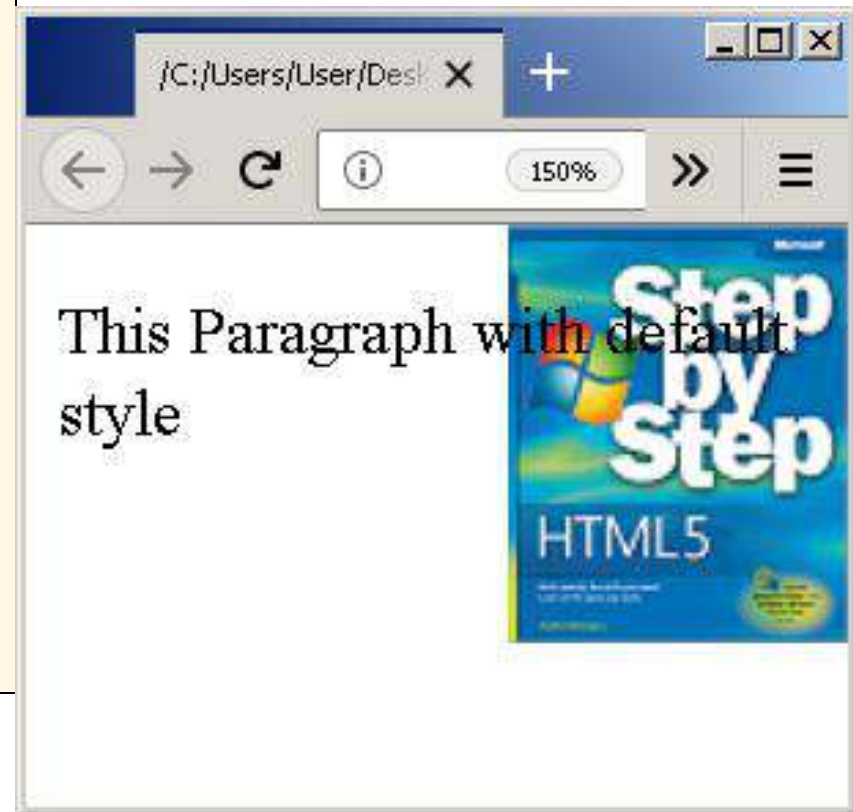 /C:/Users/User/Desk
150%
This Paragraph with default
style
Microsoft
Step
by
Step
HTML5